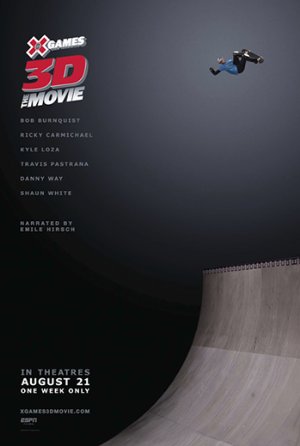 X GAMES
3D
THE MOVIE
BOB BURNQUIST
RICKY CARMICHAEL
KYLE LOZA
TRAVIS PASTRANA
DANNY WAY
SHAUN WHITE
NARRATED BY
EMILE HIRSCH
IN THEATRES
AUGUST 21
ONE WEEK ONLY
XGAMES3DMOVIE.COM
ESPN